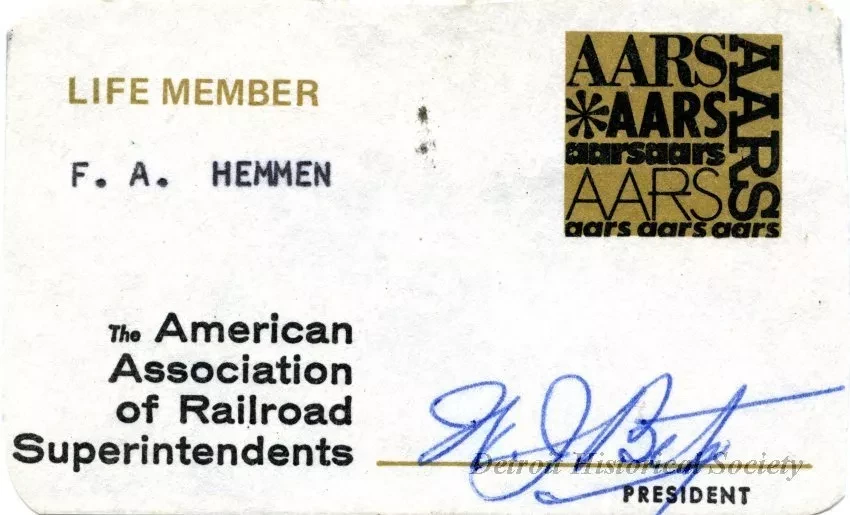 LIFE MEMBER
F. A. HEMMEN
AARS
*AARS
aarsaars
AARS
aars aars aars
AARS
The American
Association
of Railroad
Superintendents
Detroit Historical Society
PRESIDENT